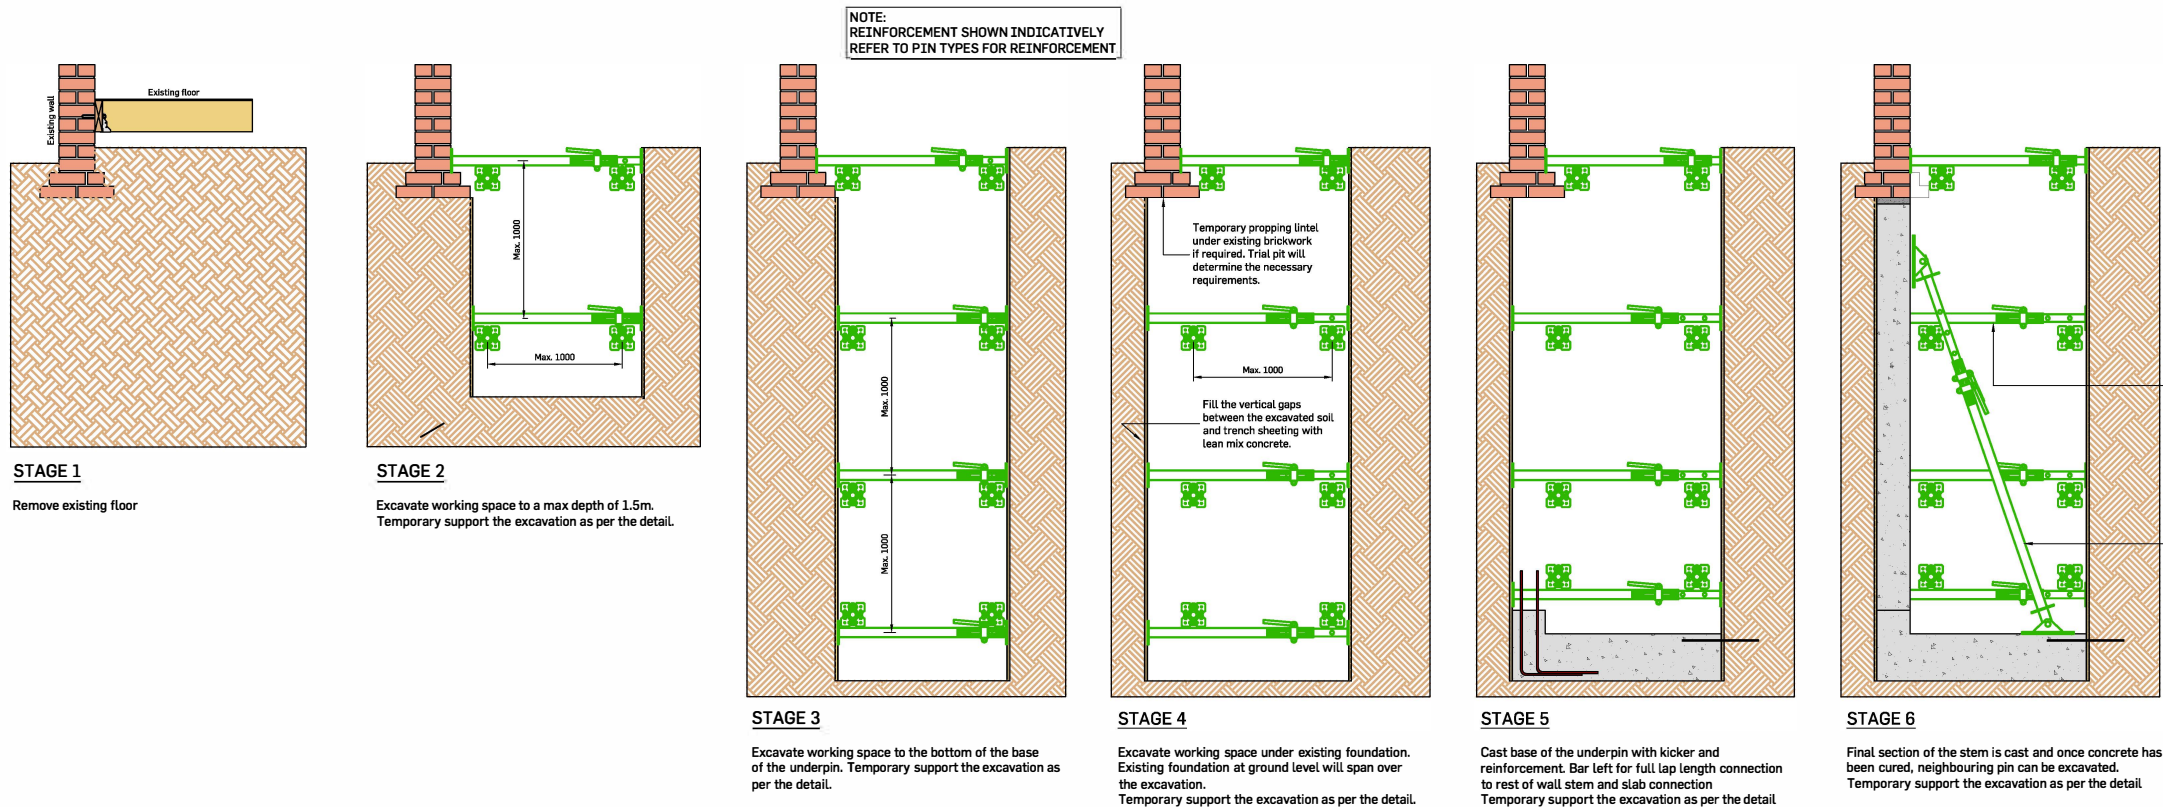 NOTE:
REINFORCEMENT SHOWN INDICATIVELY
REFER TO PIN TYPES FOR REINFORCEMENT
Existing wall
Existing floor
STAGE 1
Remove existing floor
Max. 1000
Max. 1000
STAGE 2
Excavate working space to a max depth of 1.5m.
Temporary support the excavation as per the detail.
Max. 1000
Max. 1000
STAGE 3
Excavate working space to the bottom of the base
of the underpin. Temporary support the excavation as
per the detail.
Temporary propping lintel
under existing brickwork
if required. Trial pit will
determine the necessary
requirements.
Max. 1000
Fill the vertical gaps
between the excavated soil
and trench sheeting with
lean mix concrete.
STAGE 4
Excavate working space under existing foundation.
Existing foundation at ground level will span over
the excavation.
Temporary support the excavation as per the detail.
STAGE 5
Cast base of the underpin with kicker and
reinforcement. Bar left for full lap length connection
to rest of wall stem and slab connection
Temporary support the excavation as per the detail
STAGE 6
Final section of the stem is cast and once concrete has
been cured, neighbouring pin can be excavated.
Temporary support the excavation as per the detail